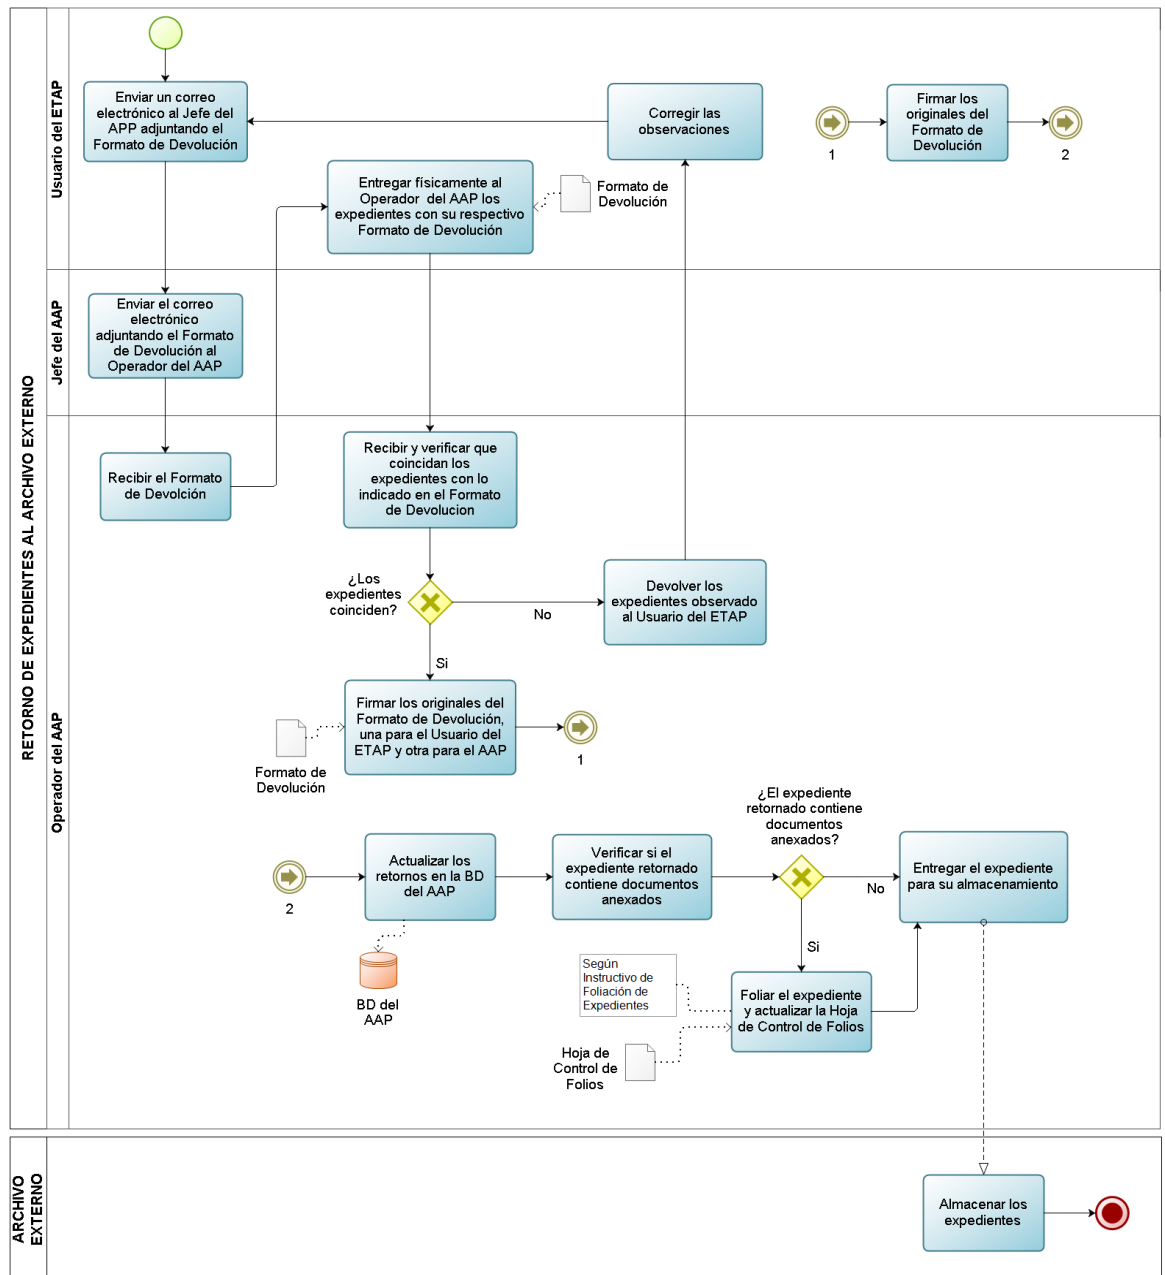 RETORNO DE EXPEDIENTES AL ARCHIVO EXTERNO
Usuario del ETAP
Enviar un correo
electrónico al Jefe del
APP adjuntando el
Formato de Devolución
Corregir las
observaciones
1
Firmar los
originales del
Formato de
Devolución
2
Entregar físicamente al
Operador del AAP los
expedientes con su respectivo
Formato de Devolución
Formato de
Devolución
Jefe del AAP
Enviar el correo
electrónico
adjuntando el Formato
de Devolución al
Operador del AAP
Operador del AAP
Recibir el Formato
de Devolción
Recibir y verificar que
coincidan los
expedientes con lo
indicado en el Formato
de Devolucion
¿Los
expedientes
coinciden?
No
Devolver los
expedientes observado
al Usuario del ETAP
Si
Firmar los originales del
Formato de Devolución,
una para el Usuario del
ETAP y otra para el AAP
Formato de
Devolución
1
2
Actualizar los
retornos en la BD
del AAP
BD del
AAP
Verificar si el
expediente retornado
contiene documentos
anexados
¿El expediente
retornado contiene
documentos
anexados?
No
Entregar el expediente
para su almacenamiento
Si
Según
Instructivo de
Foliación de
Expedientes
Foliar el expediente
y actualizar la Hoja
de Control de Folios
Hoja de
Control de
Folios
ARCHIVO
EXTERNO
Almacenar los
expedientes